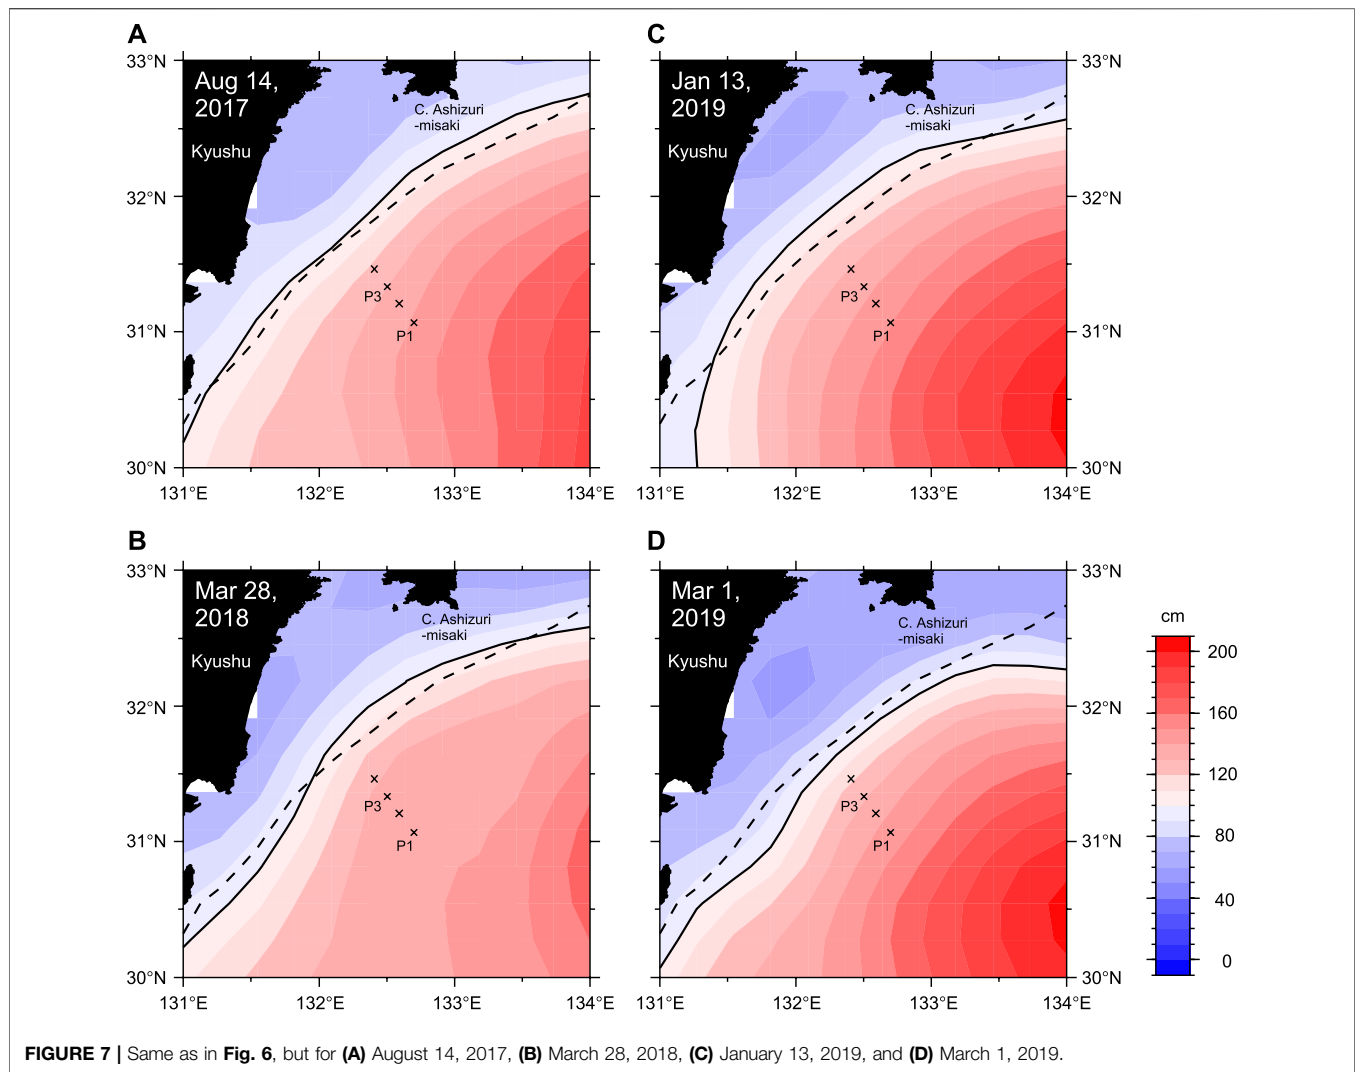 A
33°N
Aug 14,
2017
C. Ashizuri
-misaki
Kyushu
32°N
P3
P1
31°N
30°N
131°E 132°E 133°E 134°E
C
33°N
Jan 13,
2019
C. Ashizuri
-misaki
Kyushu
32°N
P3
P1
31°N
30°N
131°E 132°E 133°E 134°E
B
33°N
Mar 28,
2018
C. Ashizuri
-misaki
Kyushu
32°N
P3
P1
31°N
30°N
131°E 132°E 133°E 134°E
D
33°N
Mar 1,
2019
C. Ashizuri
-misaki
Kyushu
32°N
P3
P1
31°N
30°N
131°E 132°E 133°E 134°E
cm
200
160
120
80
40
0
FIGURE 7 | Same as in Fig. 6, but for (A) August 14, 2017, (B) March 28, 2018, (C) January 13, 2019, and (D) March 1, 2019.